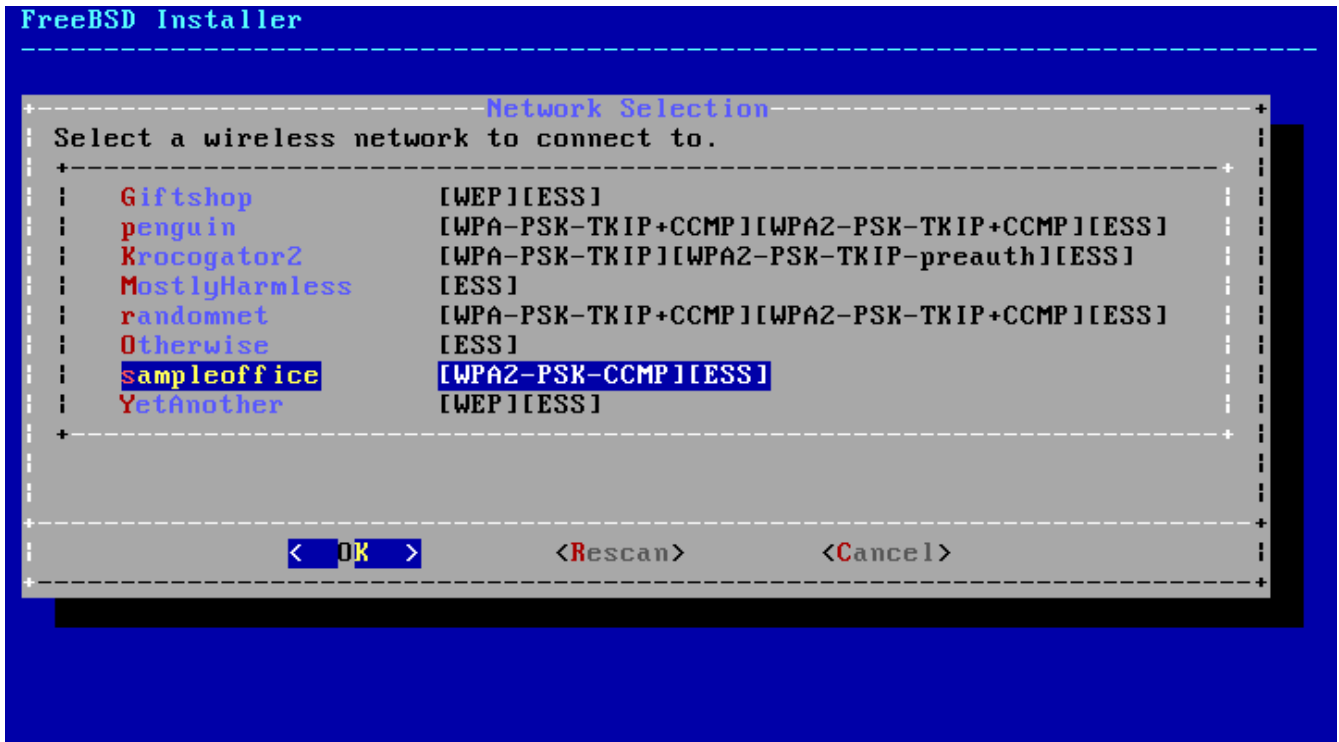 FreeBSD Installer
Network Selection
Select a wireless network to connect to.
Giftshop [WEP][ESS]
penguin [WPA-PSK-TKIP+CCMP][WPA2-PSK-TKIP+CCMP][ESS]
Krocogator2 [WPA-PSK-TKIP][WPA2-PSK-TKIP-preauth][ESS]
MostlyHarmless [ESS]
randomnet [WPA-PSK-TKIP+CCMP][WPA2-PSK-TKIP+CCMP][ESS]
Otherwise [ESS]
sampleoffice [WPA2-PSK-CCMP][ESS]
YetAnother [WEP][ESS]
< OK > <Rescan> <Cancel>